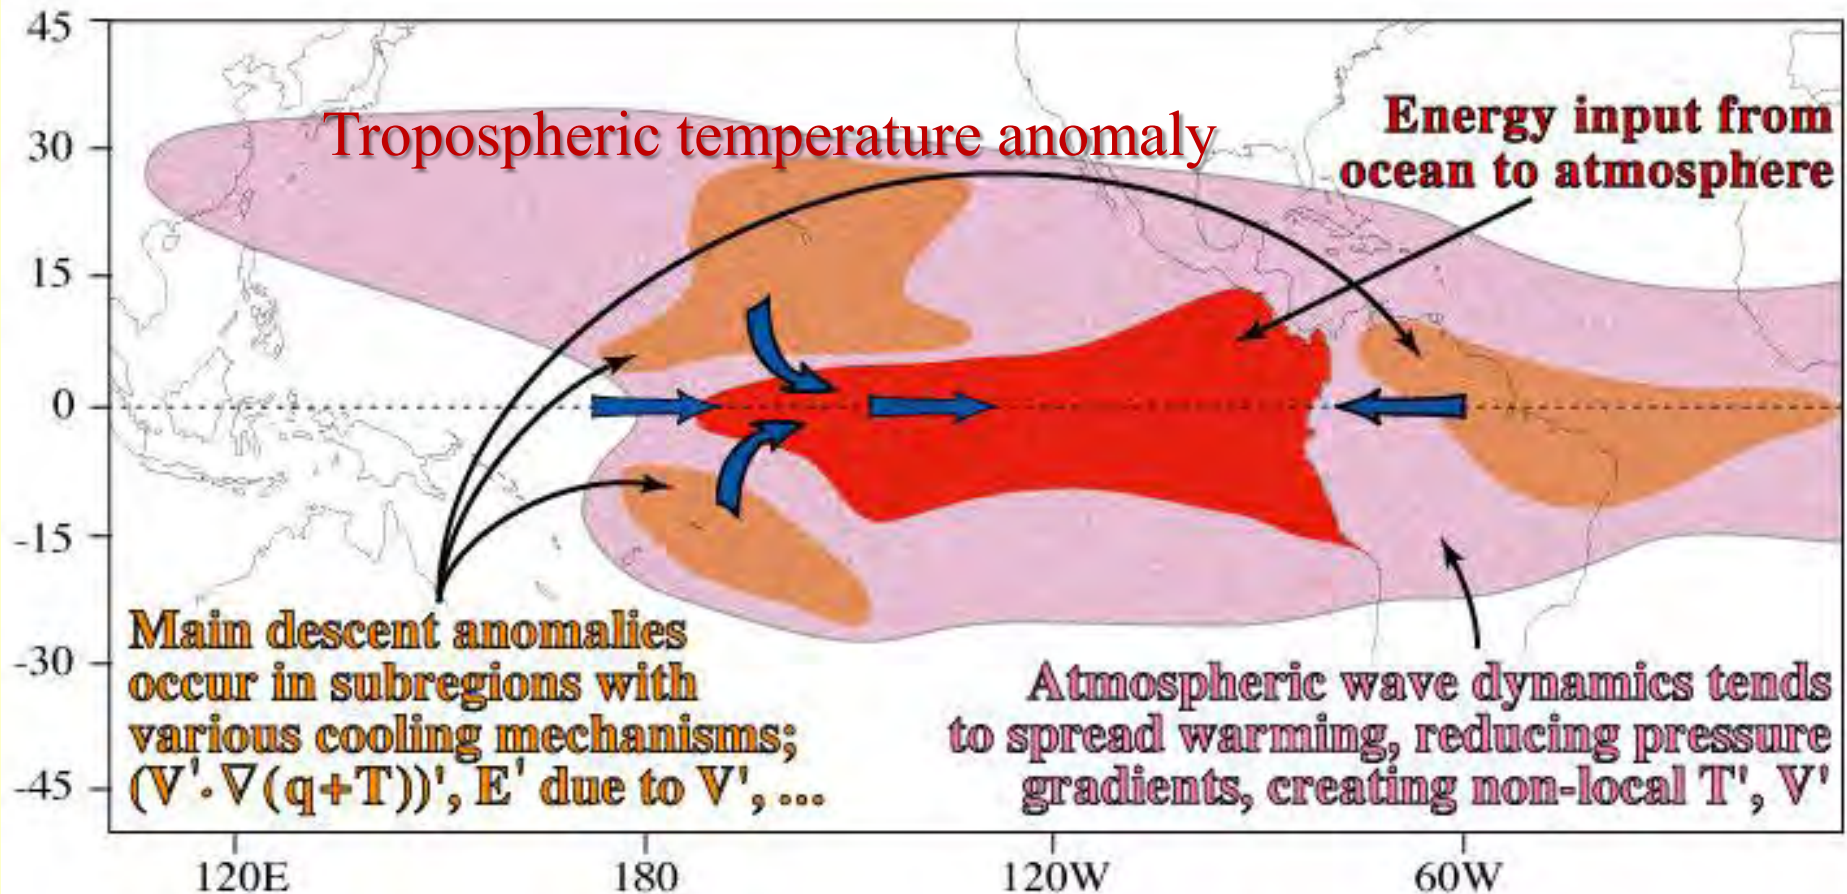 45
30
15
0
-15
-30
-45
Tropospheric temperature anomaly
Energy input from
ocean to atmosphere
Main descent anomalies
occur in subregions with
various cooling mechanisms;
(V'·∇(q+T))', E' due to V', ...
Atmospheric wave dynamics tends
to spread warming, reducing pressure
gradients, creating non-local T', V'
120E
180
120W
60W